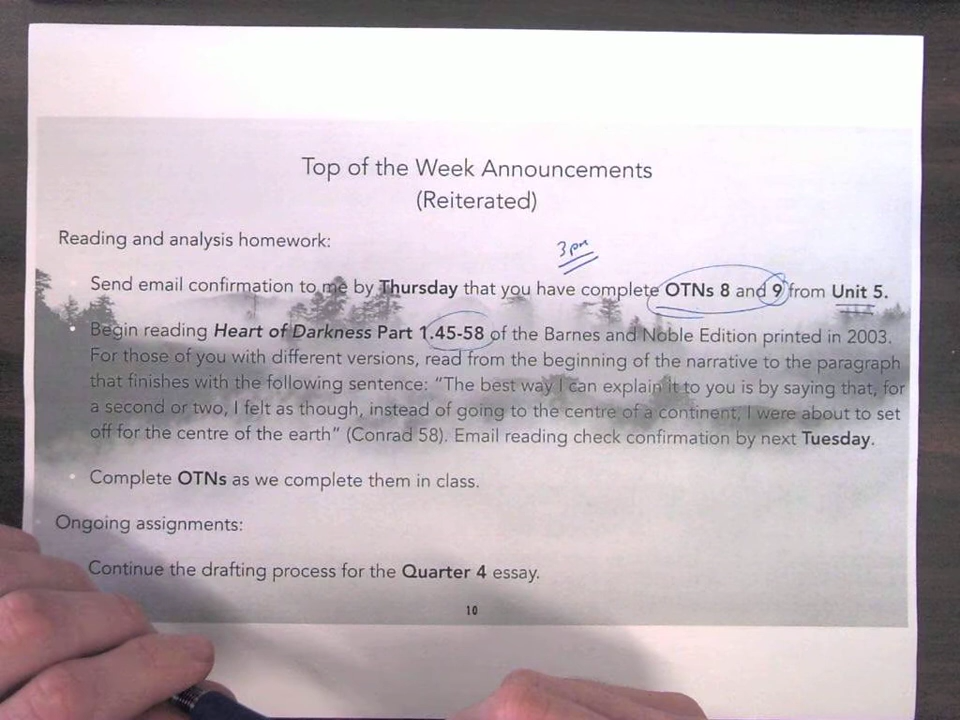 Top of the Week Announcements
(Reiterated)
Reading and analysis homework:
3pm
Send email confirmation to me by Thursday that you have complete OTNs 8 and 9 from Unit 5.
• Begin reading Heart of Darkness Part 1.45-58 of the Barnes and Noble Edition printed in 2003.
For those of you with different versions, read from the beginning of the narrative to the paragraph
that finishes with the following sentence: “The best way I can explain it to you is by saying that, for
a second or two, I felt as though, instead of going to the centre of a continent, I were about to set
off for the centre of the earth” (Conrad 58). Email reading check confirmation by next Tuesday.
• Complete OTNs as we complete them in class.
Ongoing assignments:
Continue the drafting process for the Quarter 4 essay.
10